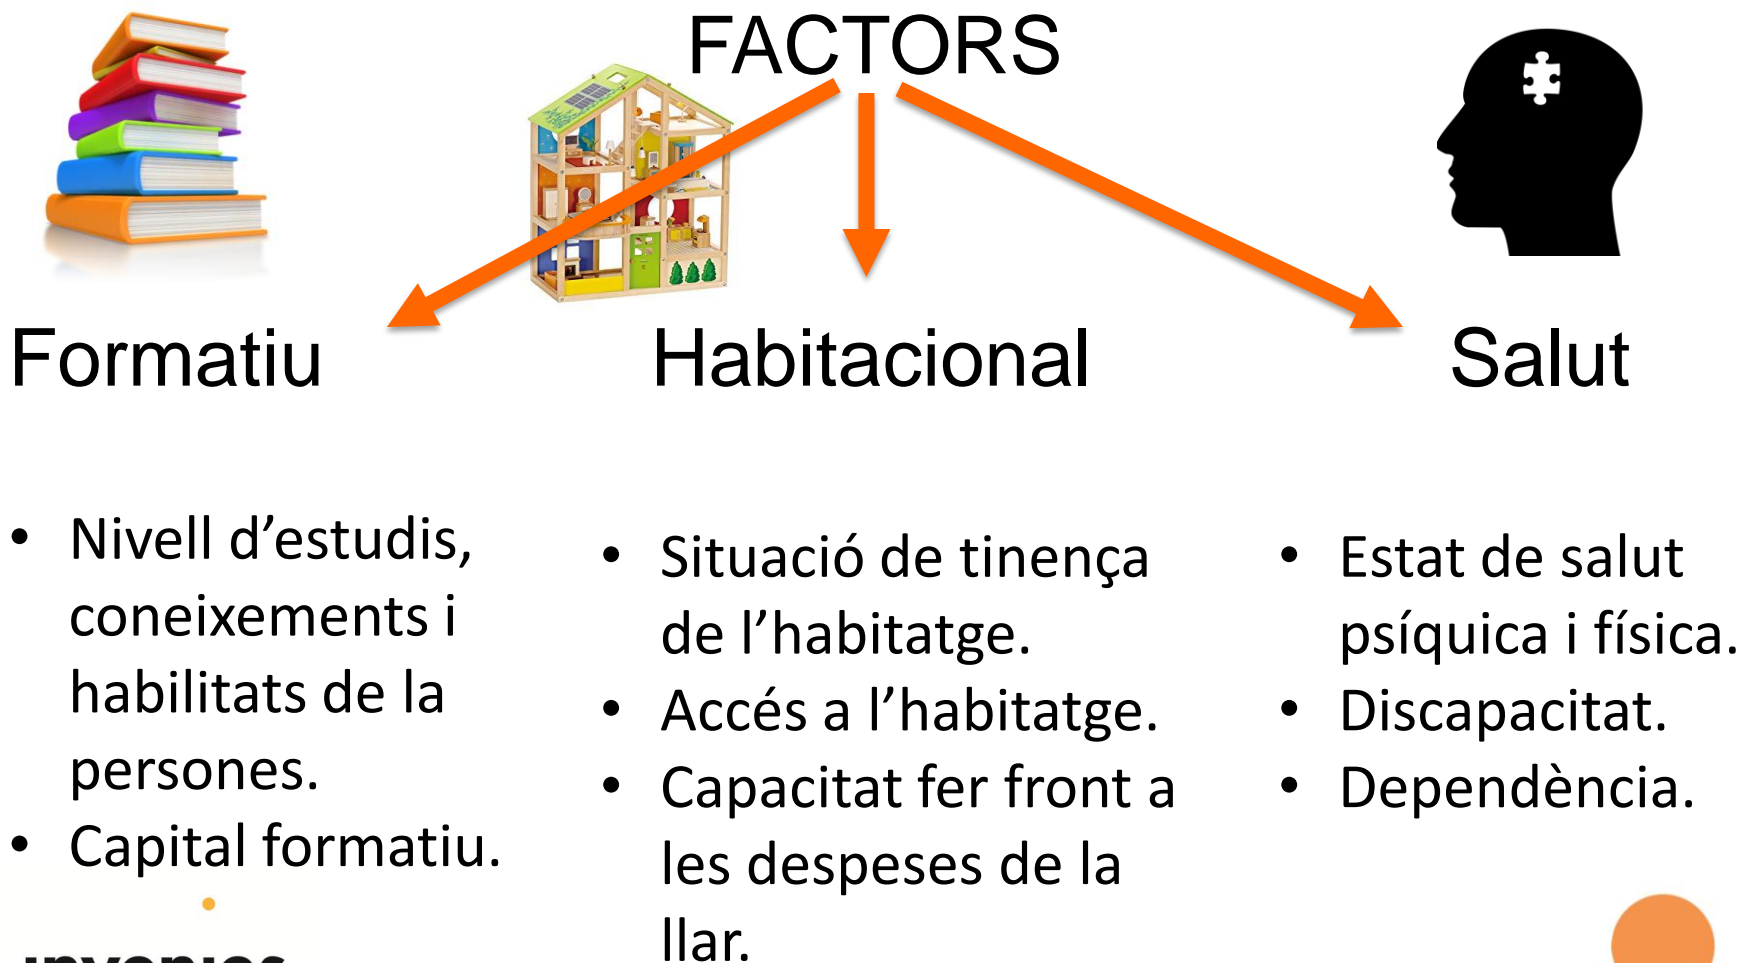 FACTORS
Formatiu
Habitacional
Salut
• Nivell d’estudis,
coneixements i
habilitats de la
persones.
• Capital formatiu.
• Situació de tinença
de l’habitatge.
• Accés a l’habitatge.
• Capacitat fer front a
les despeses de la
llar.
• Estat de salut
psíquica i física.
• Discapacitat.
• Dependència.